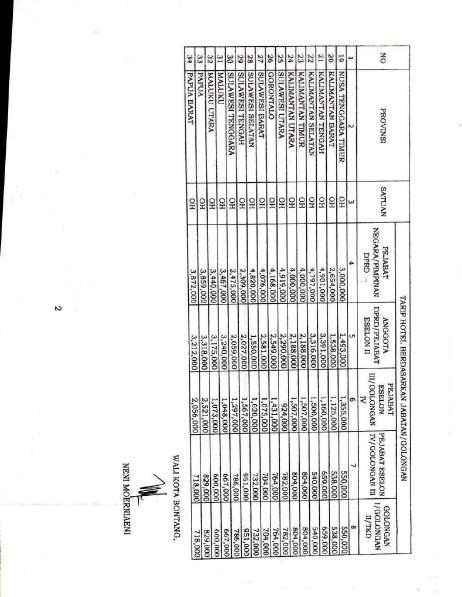 NO PROVINSI SATUAN TARIF HOTEL BERDASARKAN JABATAN/GOLONGAN
PEJABAT NEGARA/PIMPINAN DPRD
ANGGOTA DPRD/PEJABAT ESELON II
PEJABAT ESELON III/GOLONGAN IV
PEJABAT ESELON IV/GOLONGAN III
GOLONGAN I/GOLONGAN II/TKD
1 2 3 4 5 6 7 8
19 NUSA TENGGARA TIMUR OH 3,000,000 1,493,000 1,355,000 550,000 550,000
20 KALIMANTAN BARAT OH 2,654,000 1,538,000 1,125,000 538,000 538,000
21 KALIMANTAN TENGAH OH 4,901,000 3,391,000 1,160,000 659,000 659,000
22 KALIMANTAN SELATAN OH 4,797,000 3,316,000 1,500,000 540,000 540,000
23 KALIMANTAN TIMUR OH 4,000,000 2,188,000 1,507,000 804,000 804,000
24 KALIMANTAN UTARA OH 4,000,000 2,188,000 1,507,000 804,000 804,000
25 SULAWESI UTARA OH 4,919,000 2,290,000 924,000 782,000 782,000
26 GORONTALO OH 4,168,000 2,549,000 1,431,000 764,000 764,000
27 SULAWESI BARAT OH 4,076,000 2,581,000 1,075,000 704,000 704,000
28 SULAWESI SELATAN OH 4,820,000 1,550,000 1,020,000 732,000 732,000
29 SULAWESI TENGAH OH 2,309,000 2,027,000 1,567,000 951,000 951,000
30 SULAWESI TENGGARA OH 2,475,000 2,059,000 1,297,000 786,000 786,000
31 MALUKU OH 3,467,000 3,240,000 1,048,000 667,000 667,000
32 MALUKU UTARA OH 3,440,000 3,175,000 1,073,000 600,000 600,000
33 PAPUA OH 3,859,000 3,318,000 2,521,000 829,000 829,000
34 PAPUA BARAT OH 3,872,000 3,212,000 2,056,000 718,000 718,000
WALI KOTA BONTANG,
NENI MOERNIAENI
2